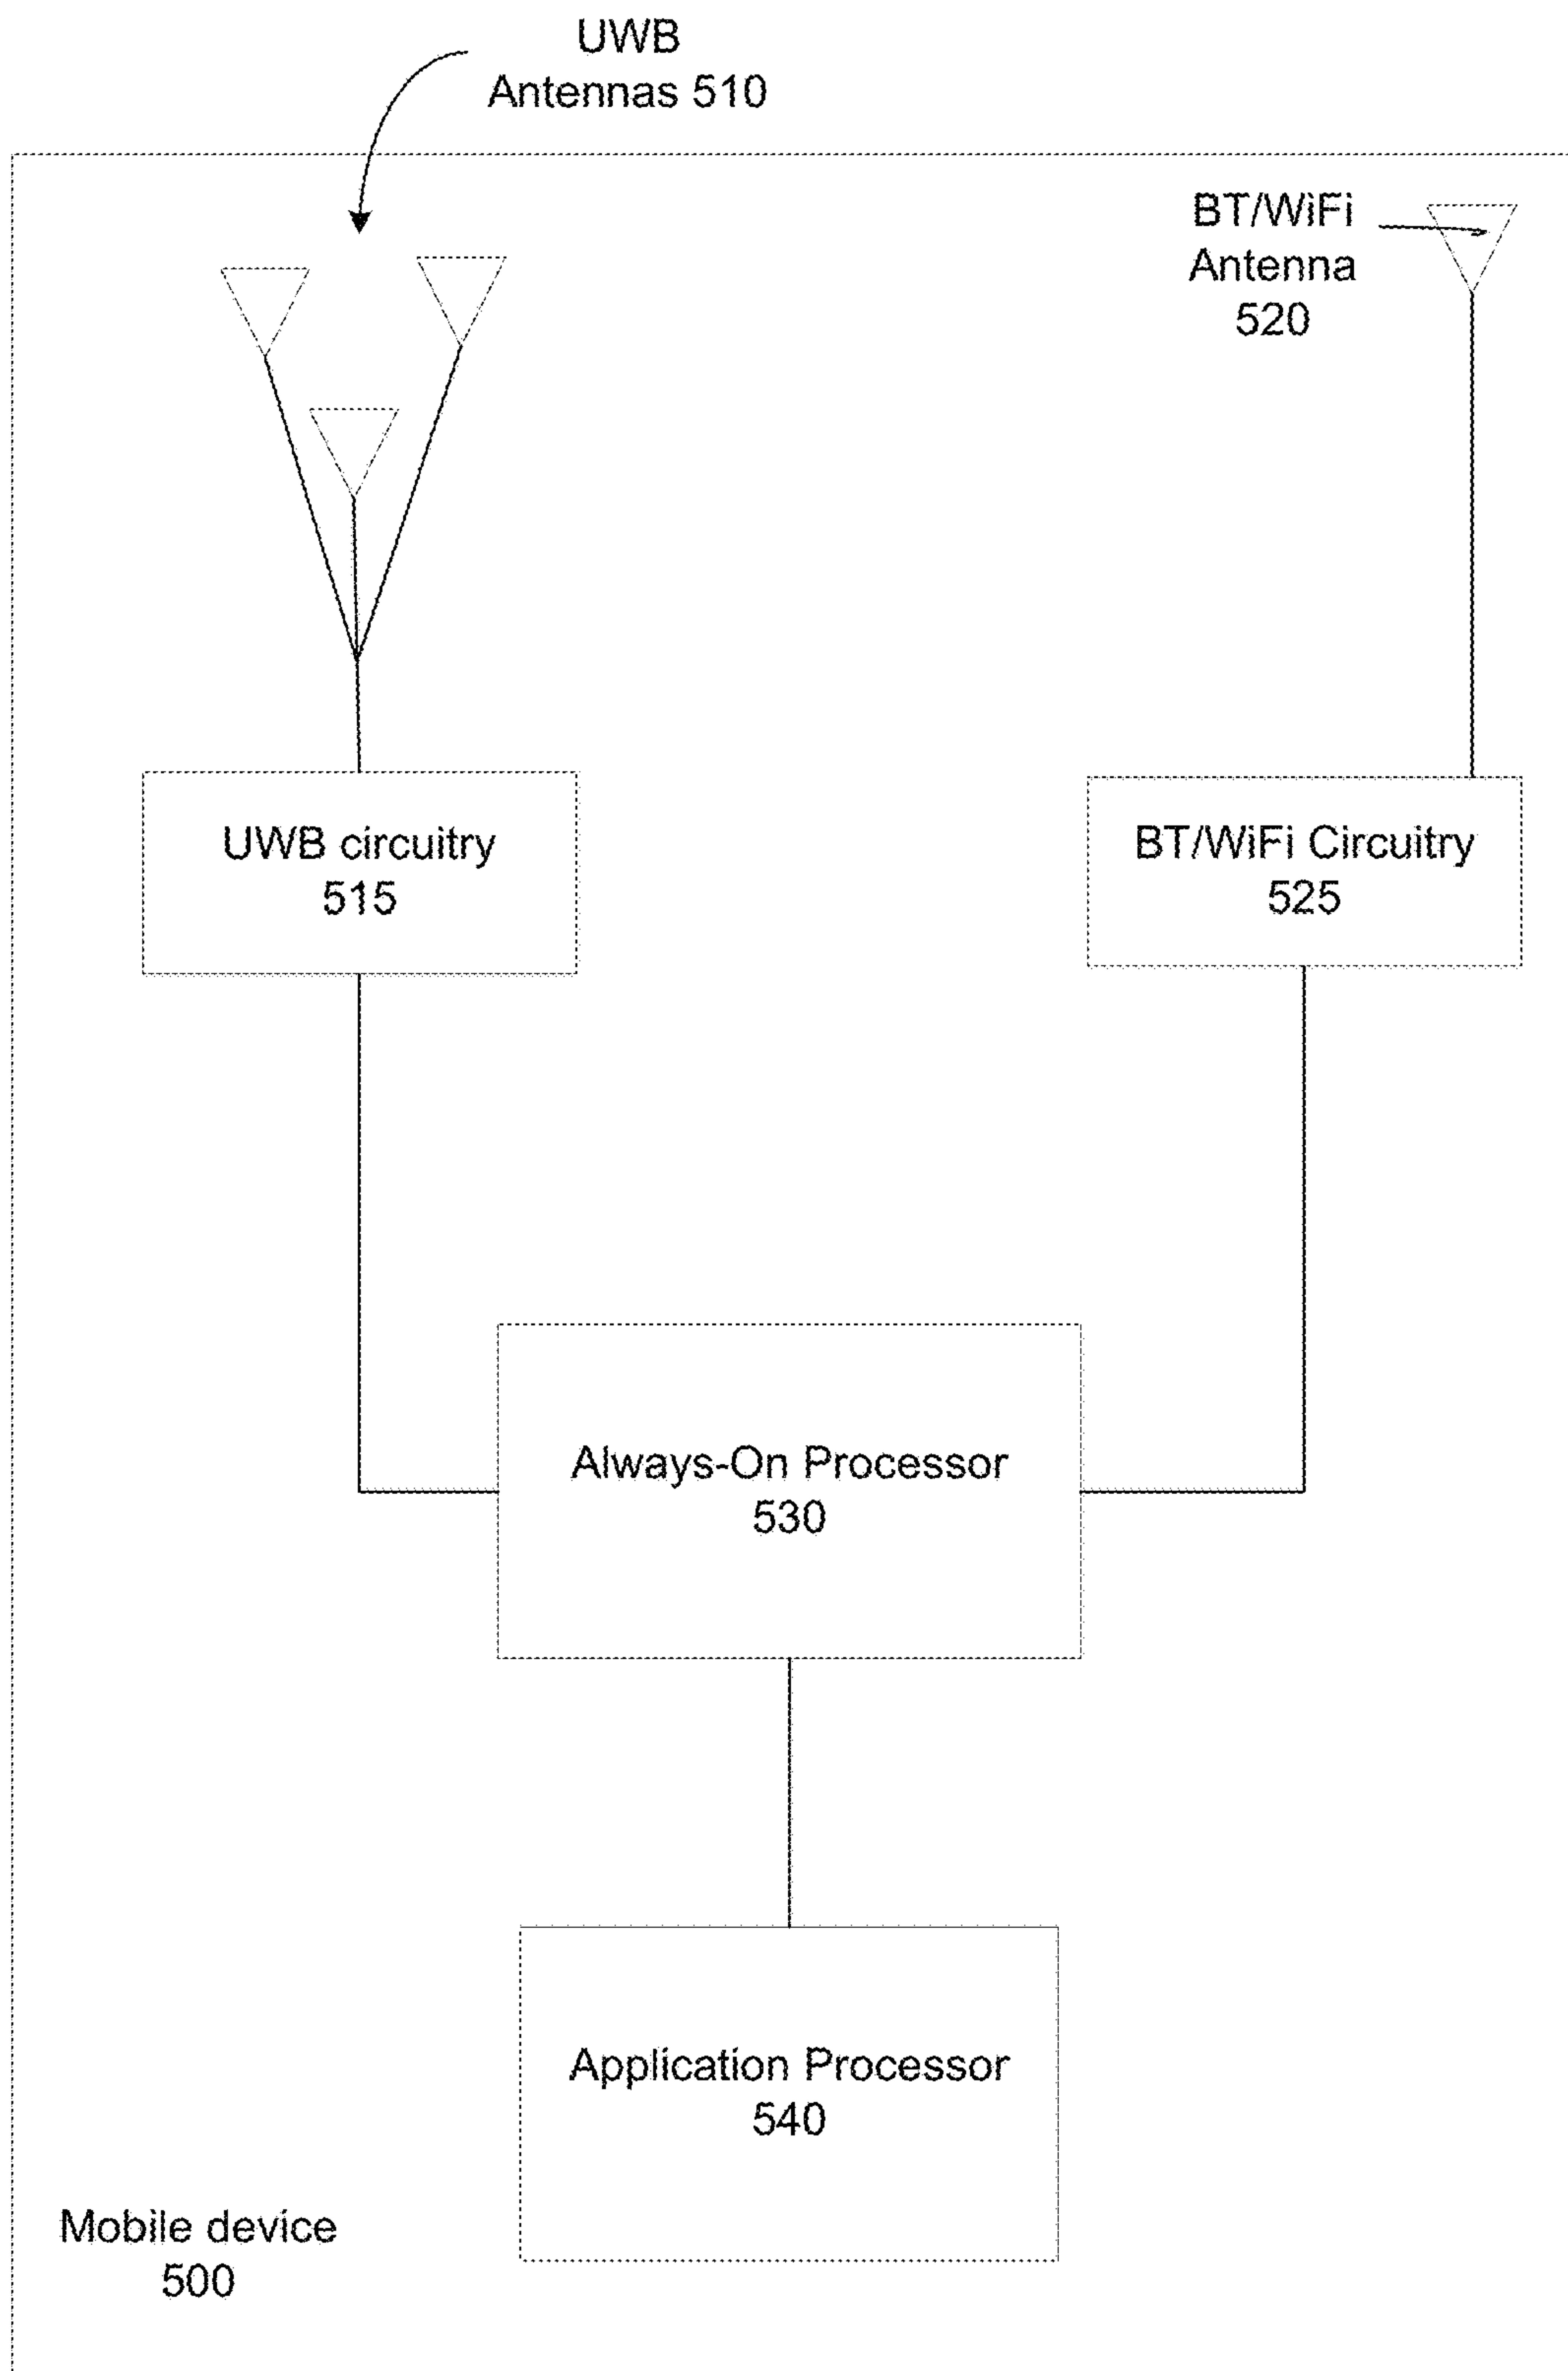 UWB
Antennas 510
BT/WiFi
Antenna
520
UWB circuitry
515
BT/WiFi Circuitry
525
Always-On Processor
530
Application Processor
540
Mobile device
500